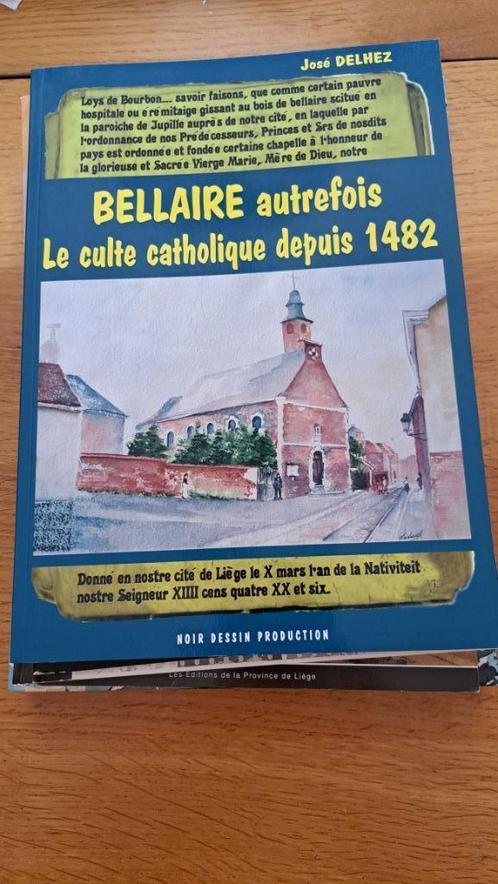 José DELHEZ
Loys de Bourbon... savoir faisons, que comme certain pauvre
hospitale ou érémitaige gissant au bois de bellaire scitué en
la paroiche de Jupille auprès de notre cité, en laquelle par
l'ordonnance de nos Prédécesseurs, Princes et Srs de nosdits
pays est ordonnée et fondée certaine chapelle à l'honneur de
la glorieuse et Sacrée Vierge Marie, Mère de Dieu, notre
BELLAIRE autrefois
Le culte catholique depuis 1482
Donné en nostre cité de Liège le X mars l'an de la Nativiteit
nostre Seigneur XIIII cens quatre XX et six.
NOIR DESSIN PRODUCTION
Les Editions de la Province de Liège